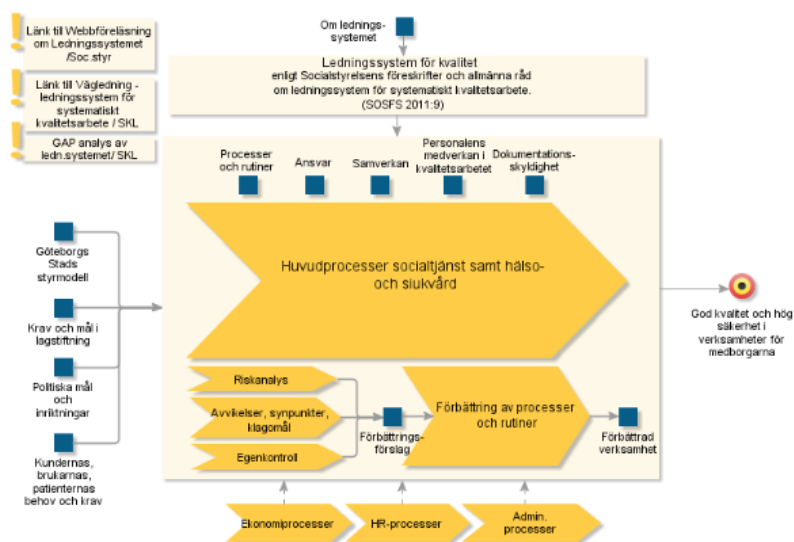 Länk till Webbföreläsning
om Ledningssystemet
/Soc.styr
Länk till Vägledning -
ledningssystem för
systematiskt
kvalitetsarbete / SKL
GAP analys av
ledn.systemet/ SKL
Om lednings-
systemet
Ledningssystem för kvalitet
enligt Socialstyrelsens föreskrifter och allmänna råd
om ledningssystem för systematiskt kvalitetsarbete.
(SOSFS 2011:9)
Processer
och rutiner
Ansvar
Samverkan
Personalens
medverkan i
kvalitetsarbetet
Dokumentations-
skyldighet
Huvudprocesser socialtjänst samt hälso-
och sjukvård
Göteborgs
Stads
styrmodell
Krav och mål i
lagstiftning
Politiska mål
och
inriktningar
Kundernas,
brukarnas,
patienternas
behov och krav
God kvalitet och hög
säkerhet i
verksamheter för
medborgarna
Riskanalys
Avvikelser, synpunkter,
klagomål
Egenkontroll
Förbättrings-
förslag
Förbättring av processer
och rutiner
Förbättrad
verksamhet
Ekonomiprocesser
HR-processer
Admin.
processer